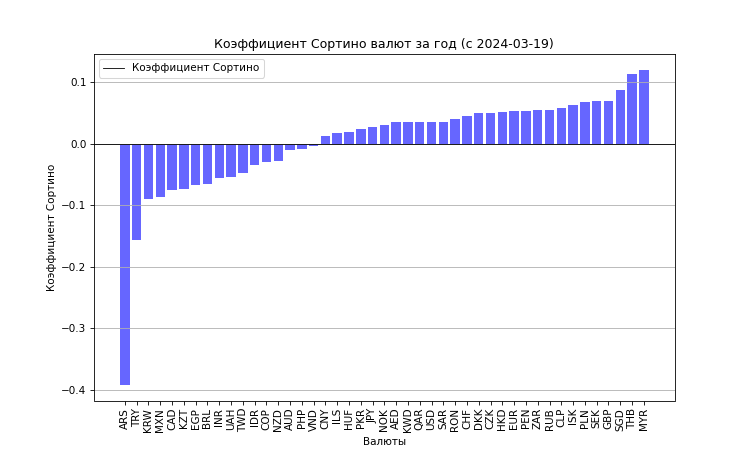 Коэффициент Сортино валют за год (с 2024-03-19)
Коэффициент Сортино
0.1
0.0
−0.1
−0.2
−0.3
−0.4
Коэффициент Сортино
ARS TRY KRW MXN CAD KZT EGP BRL INR UAH TWD IDR COP NZD AUD PHP VND CNY ILS HUF PKR JPY NOK AED KWD QAR USD SAR RON CHF DKK CZK HKD EUR PEN ZAR RUB CLP ISK PLN SEK GBP SGD THB MYR
Валюты